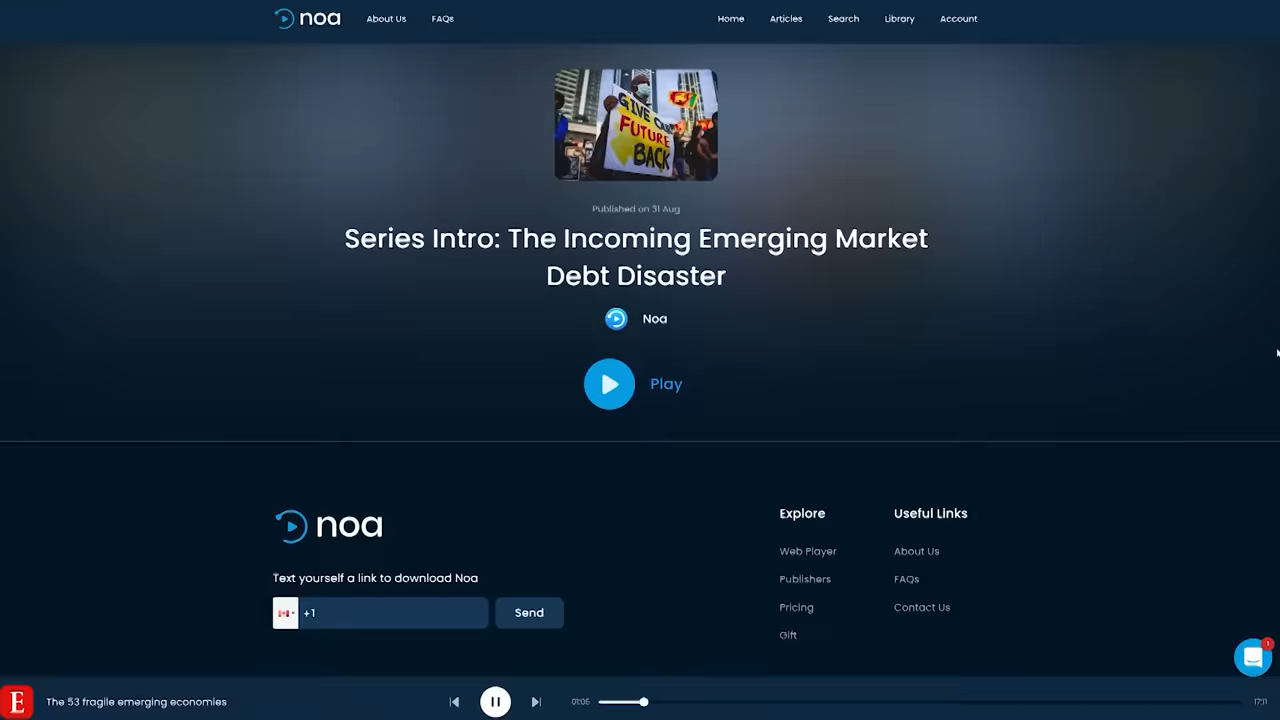 noa
About Us
FAQs
Home
Articles
Search
Library
Account
GIVE OUR
FUTURE
BACK
Published on 31 Aug
Series Intro: The Incoming Emerging Market
Debt Disaster
Noa
Play
noa
Text yourself a link to download Noa
+1
Send
Explore
Web Player
Publishers
Pricing
Gift
Useful Links
About Us
FAQs
Contact Us
1
E
The 53 fragile emerging economies
01:06
17:11